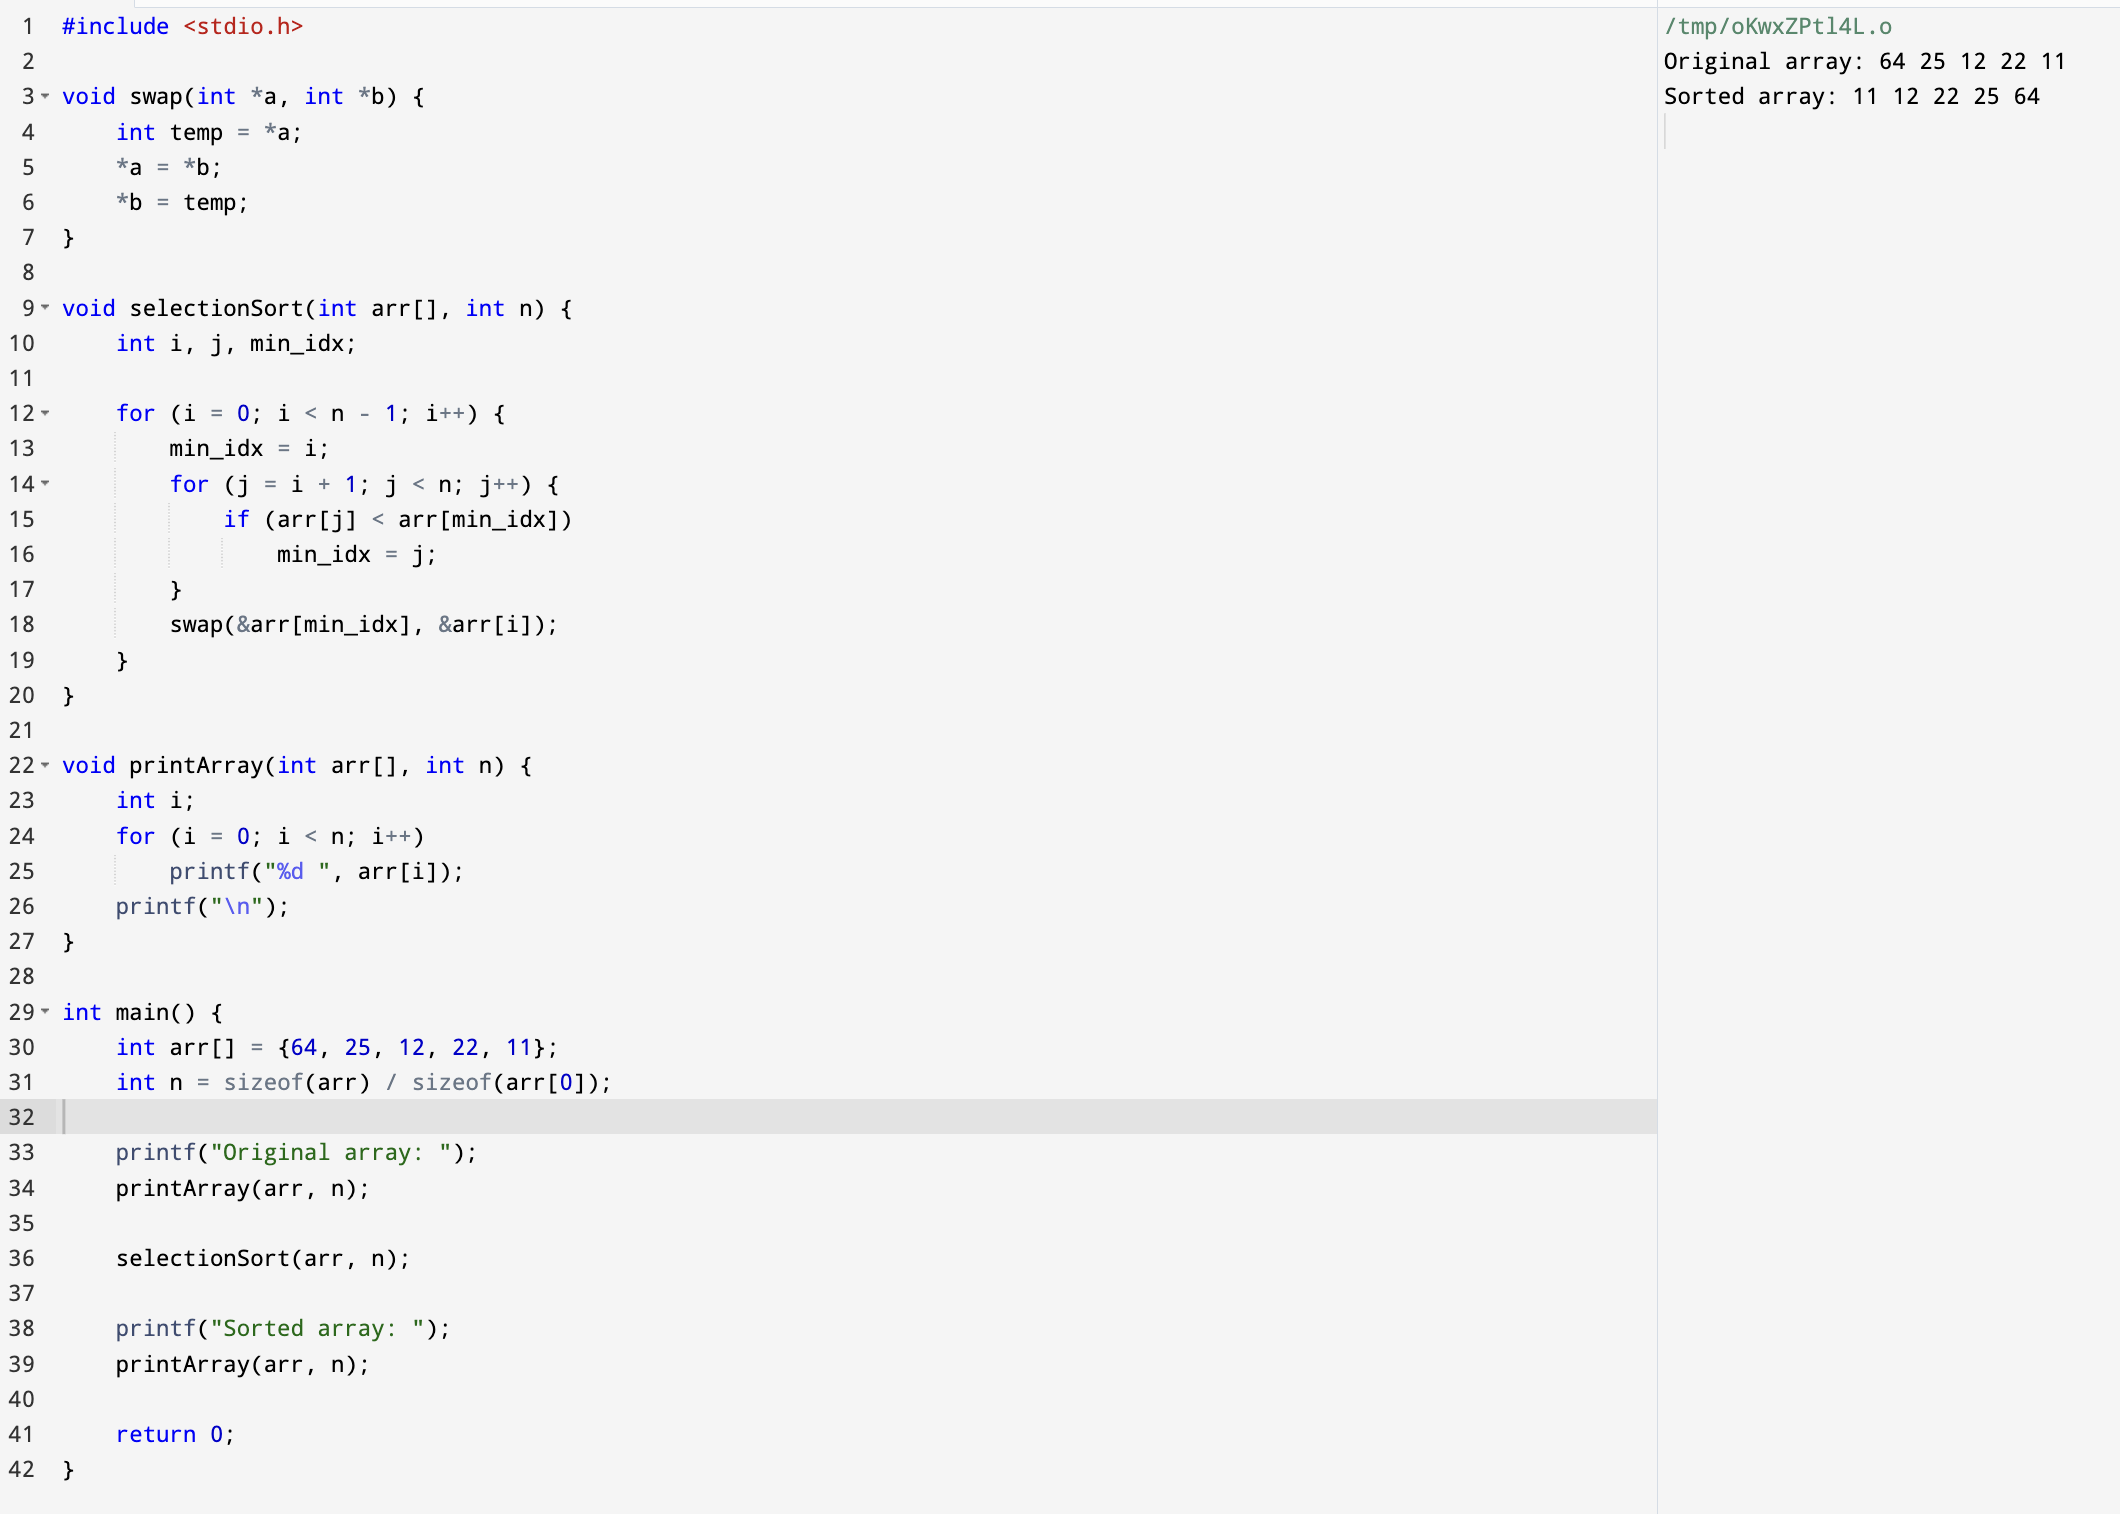 1 #include <stdio.h>
2
3 void swap(int *a, int *b) {
4     int temp = *a;
5     *a = *b;
6     *b = temp;
7 }
8
9 void selectionSort(int arr[], int n) {
10     int i, j, min_idx;
11
12     for (i = 0; i < n - 1; i++) {
13         min_idx = i;
14         for (j = i + 1; j < n; j++) {
15             if (arr[j] < arr[min_idx])
16                 min_idx = j;
17         }
18         swap(&arr[min_idx], &arr[i]);
19     }
20 }
21
22 void printArray(int arr[], int n) {
23     int i;
24     for (i = 0; i < n; i++)
25         printf("%d ", arr[i]);
26     printf("\n");
27 }
28
29 int main() {
30     int arr[] = {64, 25, 12, 22, 11};
31     int n = sizeof(arr) / sizeof(arr[0]);
32
33     printf("Original array: ");
34     printArray(arr, n);
35
36     selectionSort(arr, n);
37
38     printf("Sorted array: ");
39     printArray(arr, n);
40
41     return 0;
42 }
/tmp/oKwxZPtl4L.o
Original array: 64 25 12 22 11
Sorted array: 11 12 22 25 64